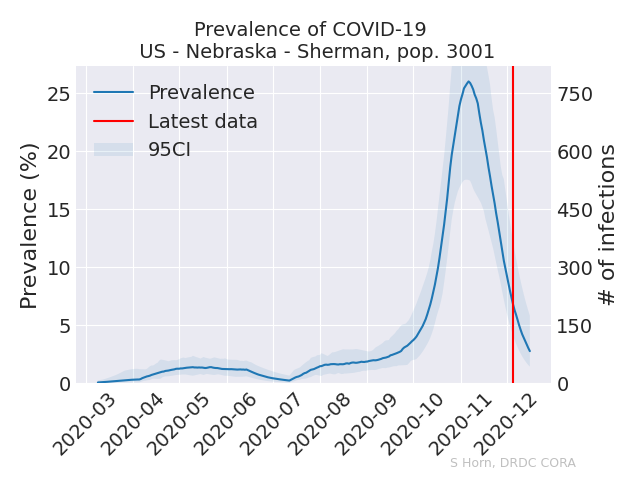 Prevalence of COVID-19
US - Nebraska - Sherman, pop. 3001
Prevalence
Latest data
95CI
Prevalence (%)
25
20
15
10
5
0
750
600
450
300
150
0
# of infections
2020-03
2020-04
2020-05
2020-06
2020-07
2020-08
2020-09
2020-10
2020-11
2020-12
S Horn, DRDC CORA